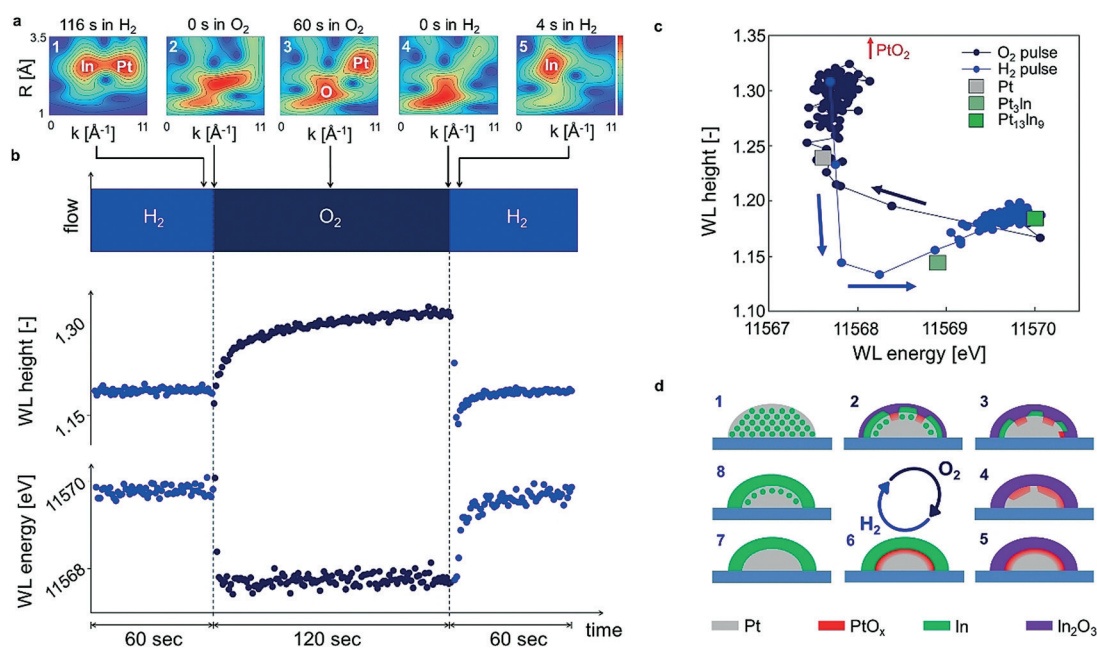 a
116 s in H₂ 0 s in O₂ 60 s in O₂ 0 s in H₂ 4 s in H₂
3.5 1 2 3 4 5
In Pt Pt
R [Å] O In
1
0 11 0 11 0 11 0 11 0 11
k [Å⁻¹] k [Å⁻¹] k [Å⁻¹] k [Å⁻¹] k [Å⁻¹]
b
flow H₂ O₂ H₂
WL height [-]
1.30
1.15
WL energy [eV]
11570
11568
60 sec 120 sec 60 sec time
c
WL height [-]
1.35
1.30
1.25
1.20
1.15
1.10
PtO₂
O₂ pulse
H₂ pulse
Pt
Pt₃In
Pt₁₃In₉
11567 11568 11569 11570
WL energy [eV]
d
1 2 3
8 O₂ 4
H₂
7 6 5
Pt PtOₓ In In₂O₃